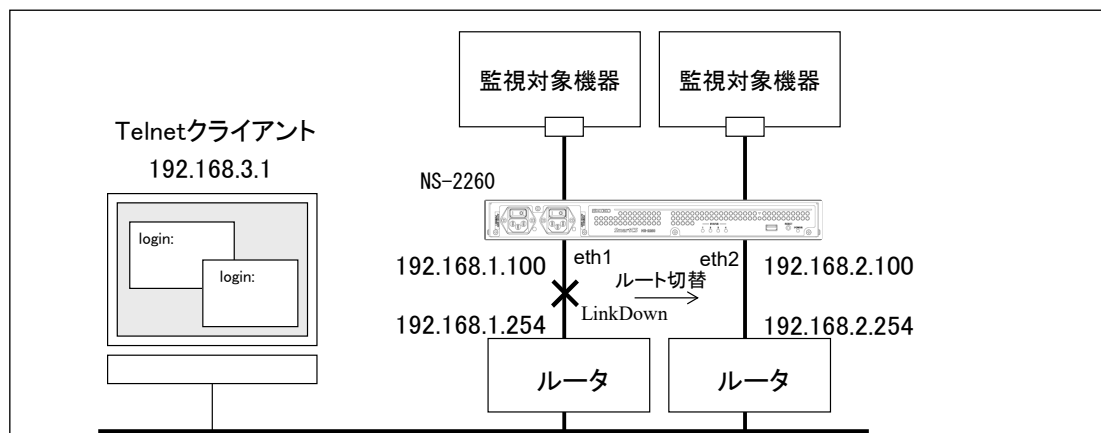 監視対象機器
監視対象機器
Telnetクライアント
192.168.3.1
NS-2260
login:
login:
SmartCS
192.168.1.100
eth1
eth2
192.168.2.100
ルート切替
LinkDown
192.168.1.254
192.168.2.254
ルータ
ルータ